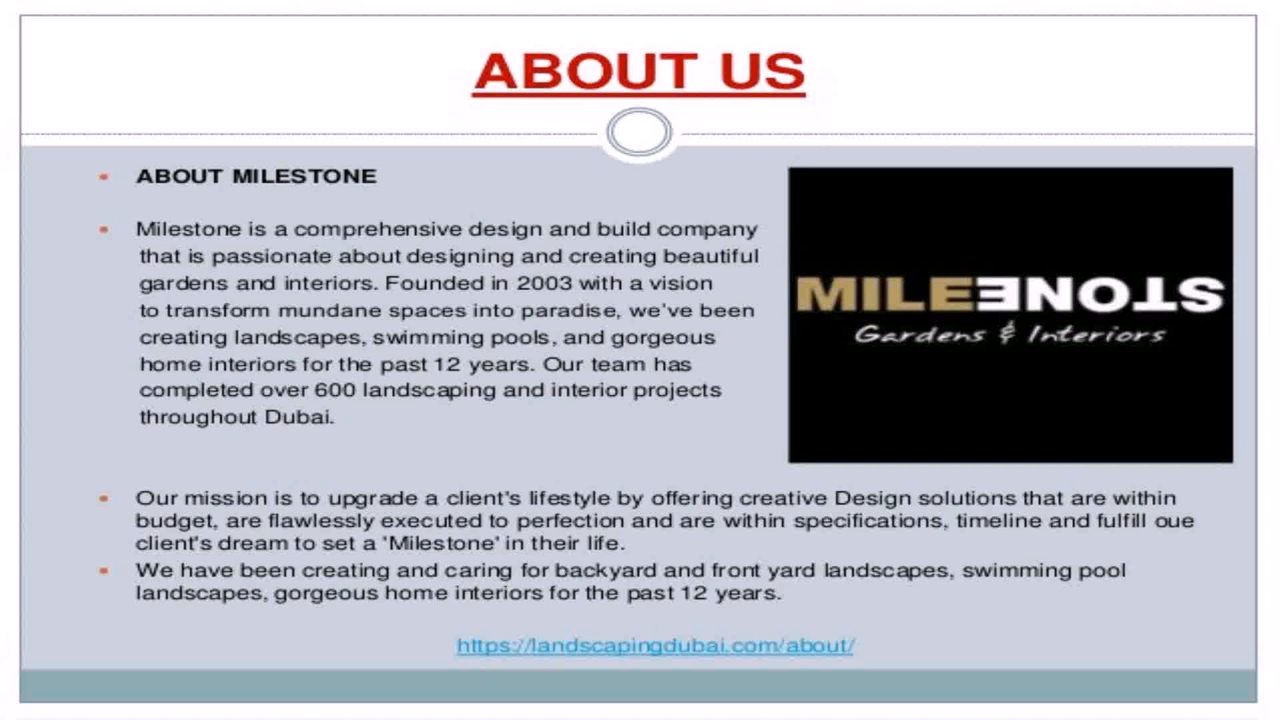 ABOUT US
ABOUT MILESTONE
Milestone is a comprehensive design and build company
that is passionate about designing and creating beautiful
gardens and interiors. Founded in 2003 with a vision
to transform mundane spaces into paradise, we've been
creating landscapes, swimming pools, and gorgeous
home interiors for the past 12 years. Our team has
completed over 600 landscaping and interior projects
throughout Dubai.
MILEENOTS
Gardens & Interiors
Our mission is to upgrade a client's lifestyle by offering creative Design solutions that are within
budget, are flawlessly executed to perfection and are within specifications, timeline and fulfill oue
client's dream to set a 'Milestone' in their life.
We have been creating and caring for backyard and front yard landscapes, swimming pool
landscapes, gorgeous home interiors for the past 12 years.
https://landscapingdubai.com/about/